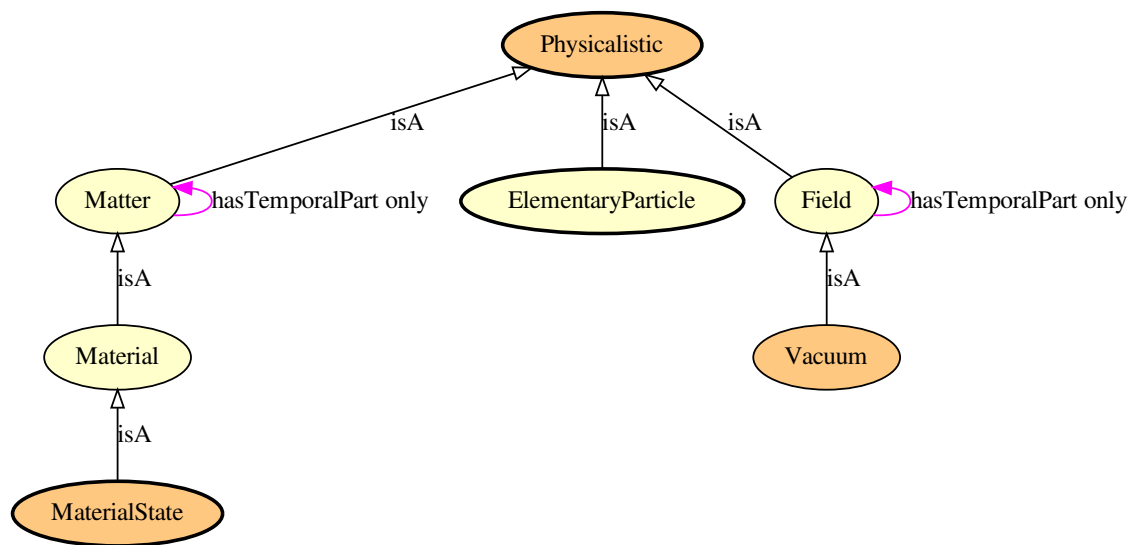 Physicalistic
isA
isA
isA
Matter
hasTemporalPart only
ElementaryParticle
Field
hasTemporalPart only
isA
isA
Material
Vacuum
isA
MaterialState